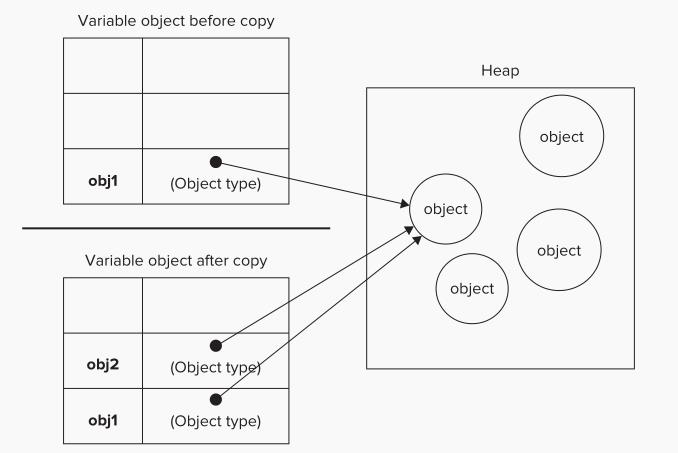 Variable object before copy
obj1
(Object type)
Heap
object
object
object
object
Variable object after copy
obj2
(Object type)
obj1
(Object type)